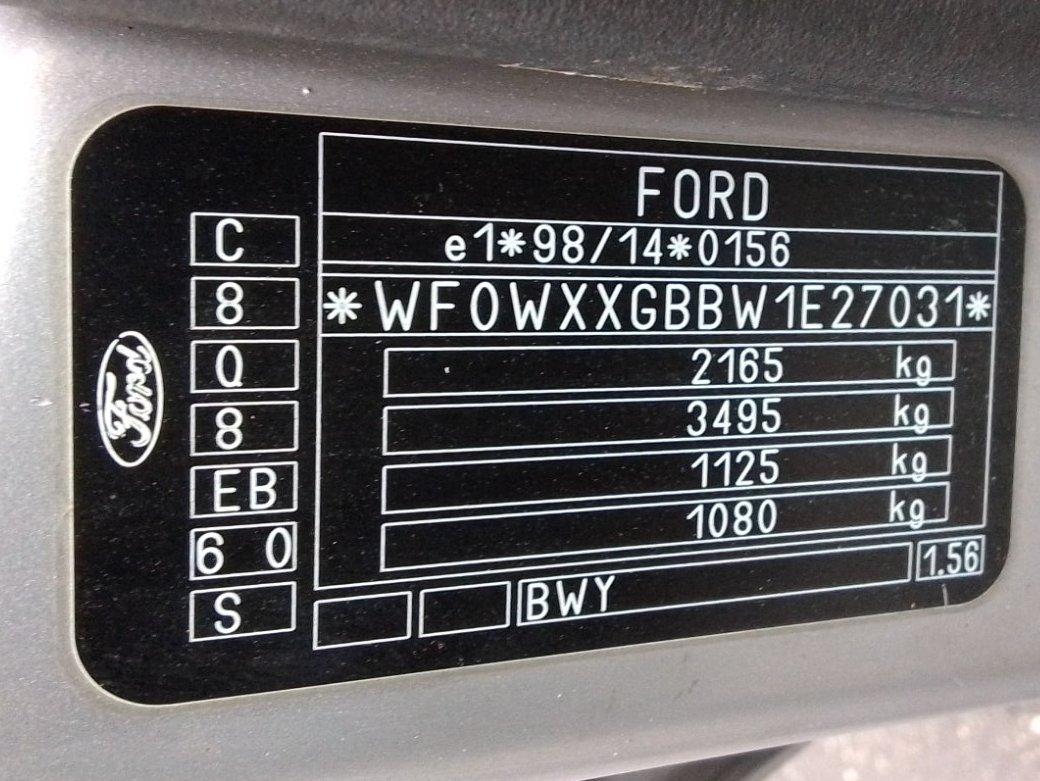 FORD
e1*98/14*0156
*WF0WXXGBBW1E27031*
2165 kg
3495 kg
1125 kg
1080 kg
C
8
Q
8
EB
6 0
S
BWY
1.56
Ford